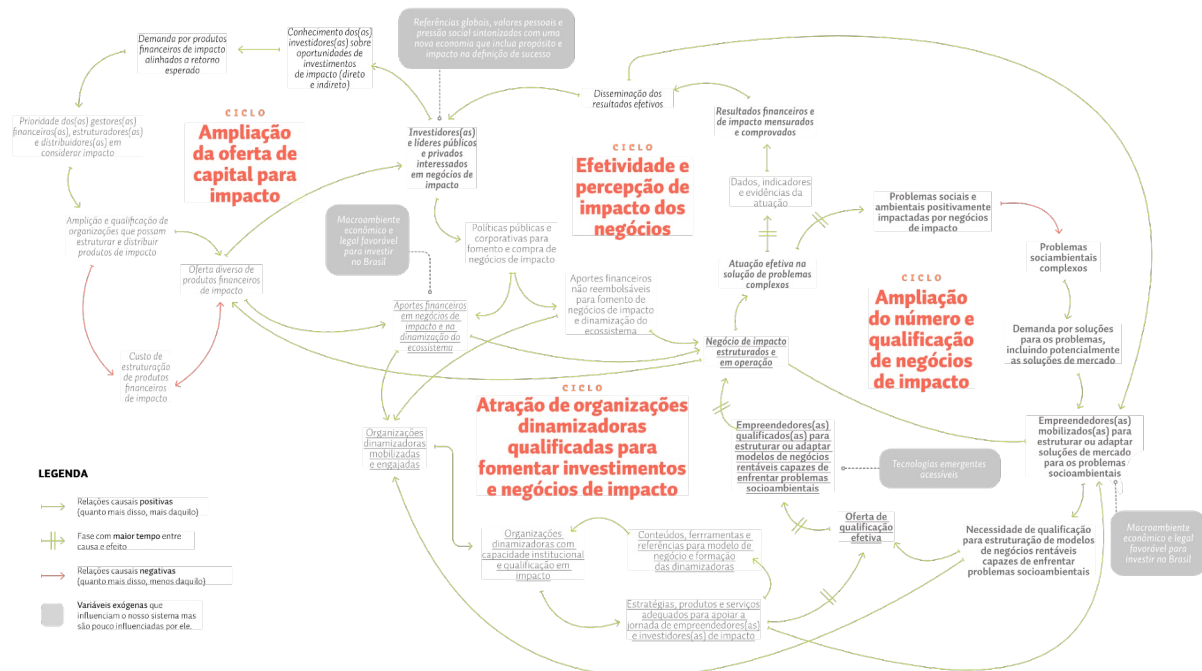 Referências globais, valores pessoais e
pressão social sintonizados com uma
nova economia que inclua propósito e
impacto na definição de sucesso
Conhecimento dos(as)
investidores(as) sobre
oportunidades de
investimentos
de impacto (direto
e indireto)
Demanda por produtos
financeiros de impacto
alinhados a retorno
esperado
Prioridade dos(as) gestores(as)
financeiras(as), estruturadores(as)
e distribuidores[as] em
considerar impacto
CICLO
Ampliação
da oferta de
capital para
impacto
Investidores(as)
e líderes públicos
e privados
interessados
em negócios de
impacto
Disseminação dos
resultados efetivos
CICLO
Efetividade e
percepção de
impacto dos
negócios
Resultados financeiros e
de impacto mensurados
e comprovados
Dados, indicadores
e evidências da
atuação
Problemas sociais e
ambientais positivamente
impactadas por negócios
de impacto
Problemas
sociambientais
complexos
Amplição e qualificação de
organizações que possam
estruturar e distribuir
produtos de impacto
Macroambiente
econômico e
legal favorável
para investir
no Brasil
Políticas públicas e
corporativas para
fomento e compra de
negócios de impacto
Atuação efetiva na
solução de problemas
complexos
Oferta diversa de
produtas financeiros
de impacto
Aportes financeiros
não reembolsáveis
para fomento de
negócios de impacto
e dinamização do
ecossistema
Aportes financeiros
em negócios de
impacto e na
dinamização do
ecossistema
CICLO
Ampliação
do número e
qualificação
de negócios
de impacto
Demanda por soluções
para os problemas,
incluindo potencialmente
as soluções de mercado
Negócio de impacto
estruturados e
em operação
Custo de
estruturação de
produtos financeiros
de impacto
CICLO
Atração de organizações
dinamizadoras
qualificadas para
fomentar investimentos
e negócios de impacto
Organizações
dinamizadoras
mobilizadas
e engajadas
Empreendedores(as)
qualificados(as) para
estruturar ou adaptar
modelos de negócios
rentáveis capazes de
enfrentar problemas
socioambientais
Tecnologias emergentes
acessíveis
Empreendedores(as)
mobilizados(as) para
estruturar ou adaptar
soluções de mercado
para os problemas
socioambientais
Oferta de
qualificação
efetiva
Necessidade de qualificação
para estruturação de modelos
de negócios rentáveis
capazes de enfrentar
problemas socioambientais
Macroambiente
econômico e legal
favorável para
investir no Brasil
Organizações
dinamizadoras com
capacidade institucional
e qualificação em
impacto
Conteúdos, ferrramentas e
referências para modelo de
negócio e formação
das dinamizadoras
Estratégias, produtos e serviços
adequados para apoiar a
jornada de empreendedores(as)
e investidores(as) de impacto
LEGENDA
Relações causais positivas
(quanto mais disso, mais daquilo)
Fase com maior tempo entre
causa e efeito
Relações causais negativas
(quanto mais disso, menos daquilo)
Variáveis exógenas que
influenciam o nosso sistema mas
são pouco influenciadas por ele.